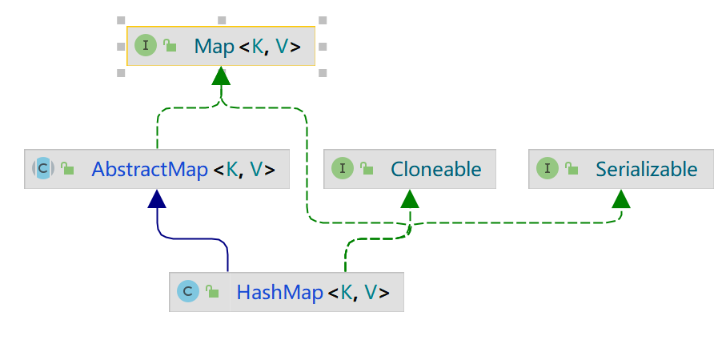 I Map<K, V>
C AbstractMap<K, V>
I Cloneable
I Serializable
C HashMap<K, V>